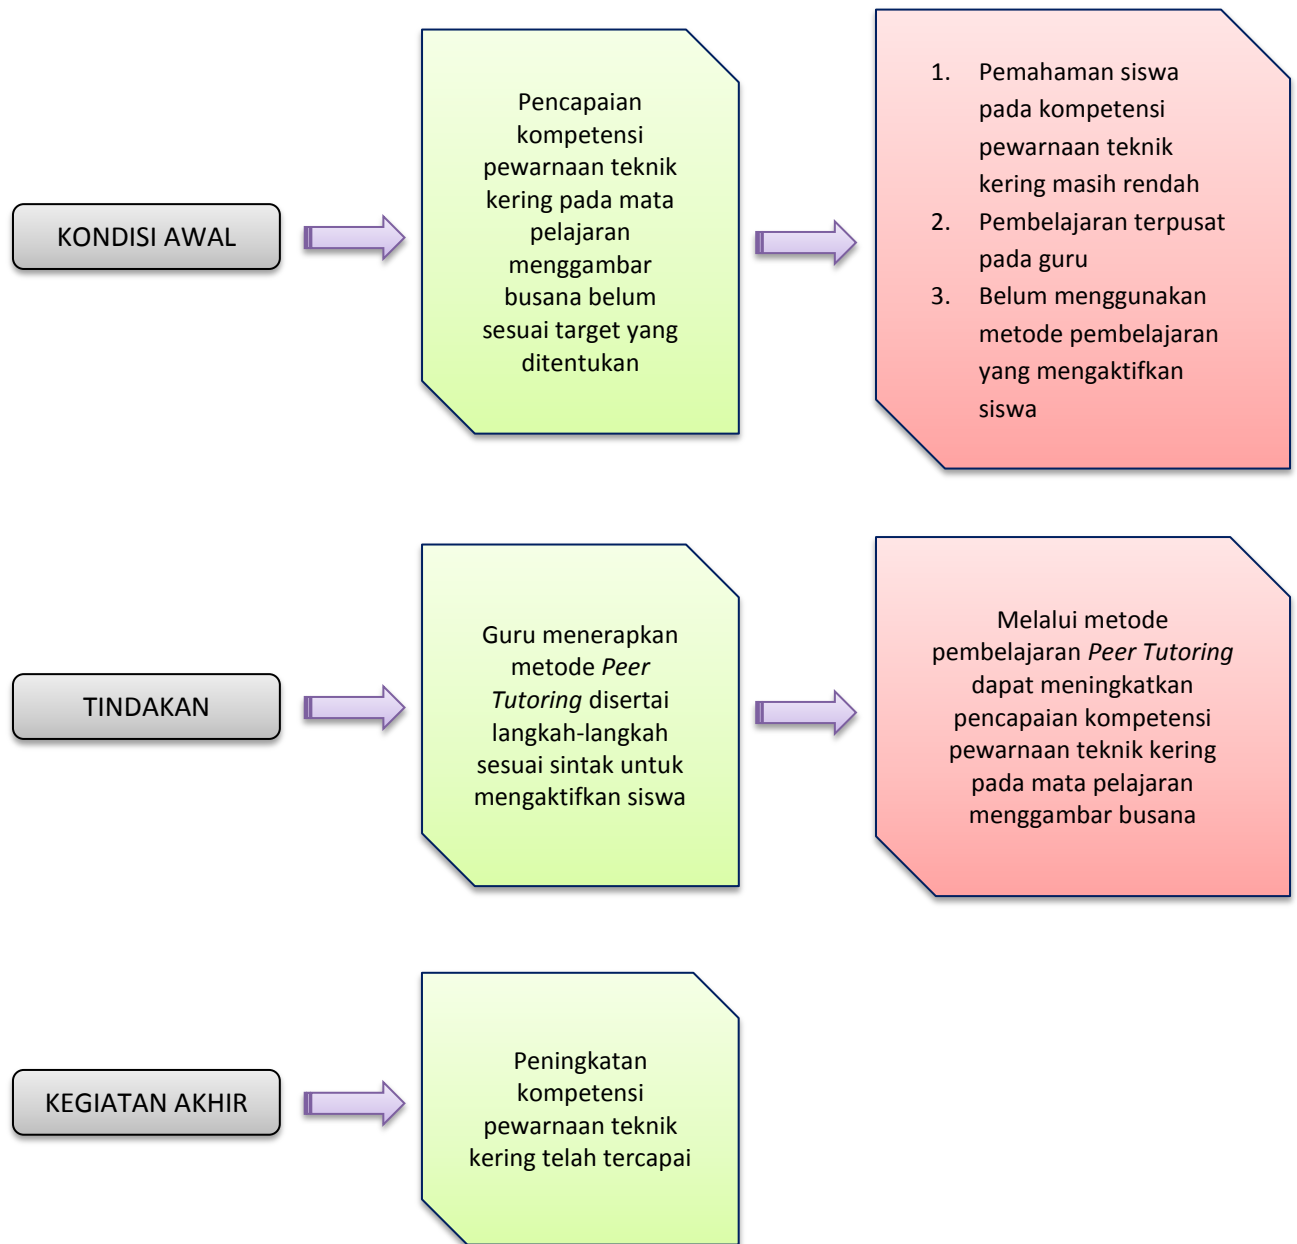 KONDISI AWAL
Pencapaian
kompetensi
pewarnaan teknik
kering pada mata
pelajaran
menggambar
busana belum
sesuai target yang
ditentukan
1. Pemahaman siswa
pada kompetensi
pewarnaan teknik
kering masih rendah
2. Pembelajaran terpusat
pada guru
3. Belum menggunakan
metode pembelajaran
yang mengaktifkan
siswa
TINDAKAN
Guru menerapkan
metode Peer
Tutoring disertai
langkah-langkah
sesuai sintak untuk
mengaktifkan siswa
Melalui metode
pembelajaran Peer Tutoring
dapat meningkatkan
pencapaian kompetensi
pewarnaan teknik kering
pada mata pelajaran
menggambar busana
KEGIATAN AKHIR
Peningkatan
kompetensi
pewarnaan teknik
kering telah tercapai